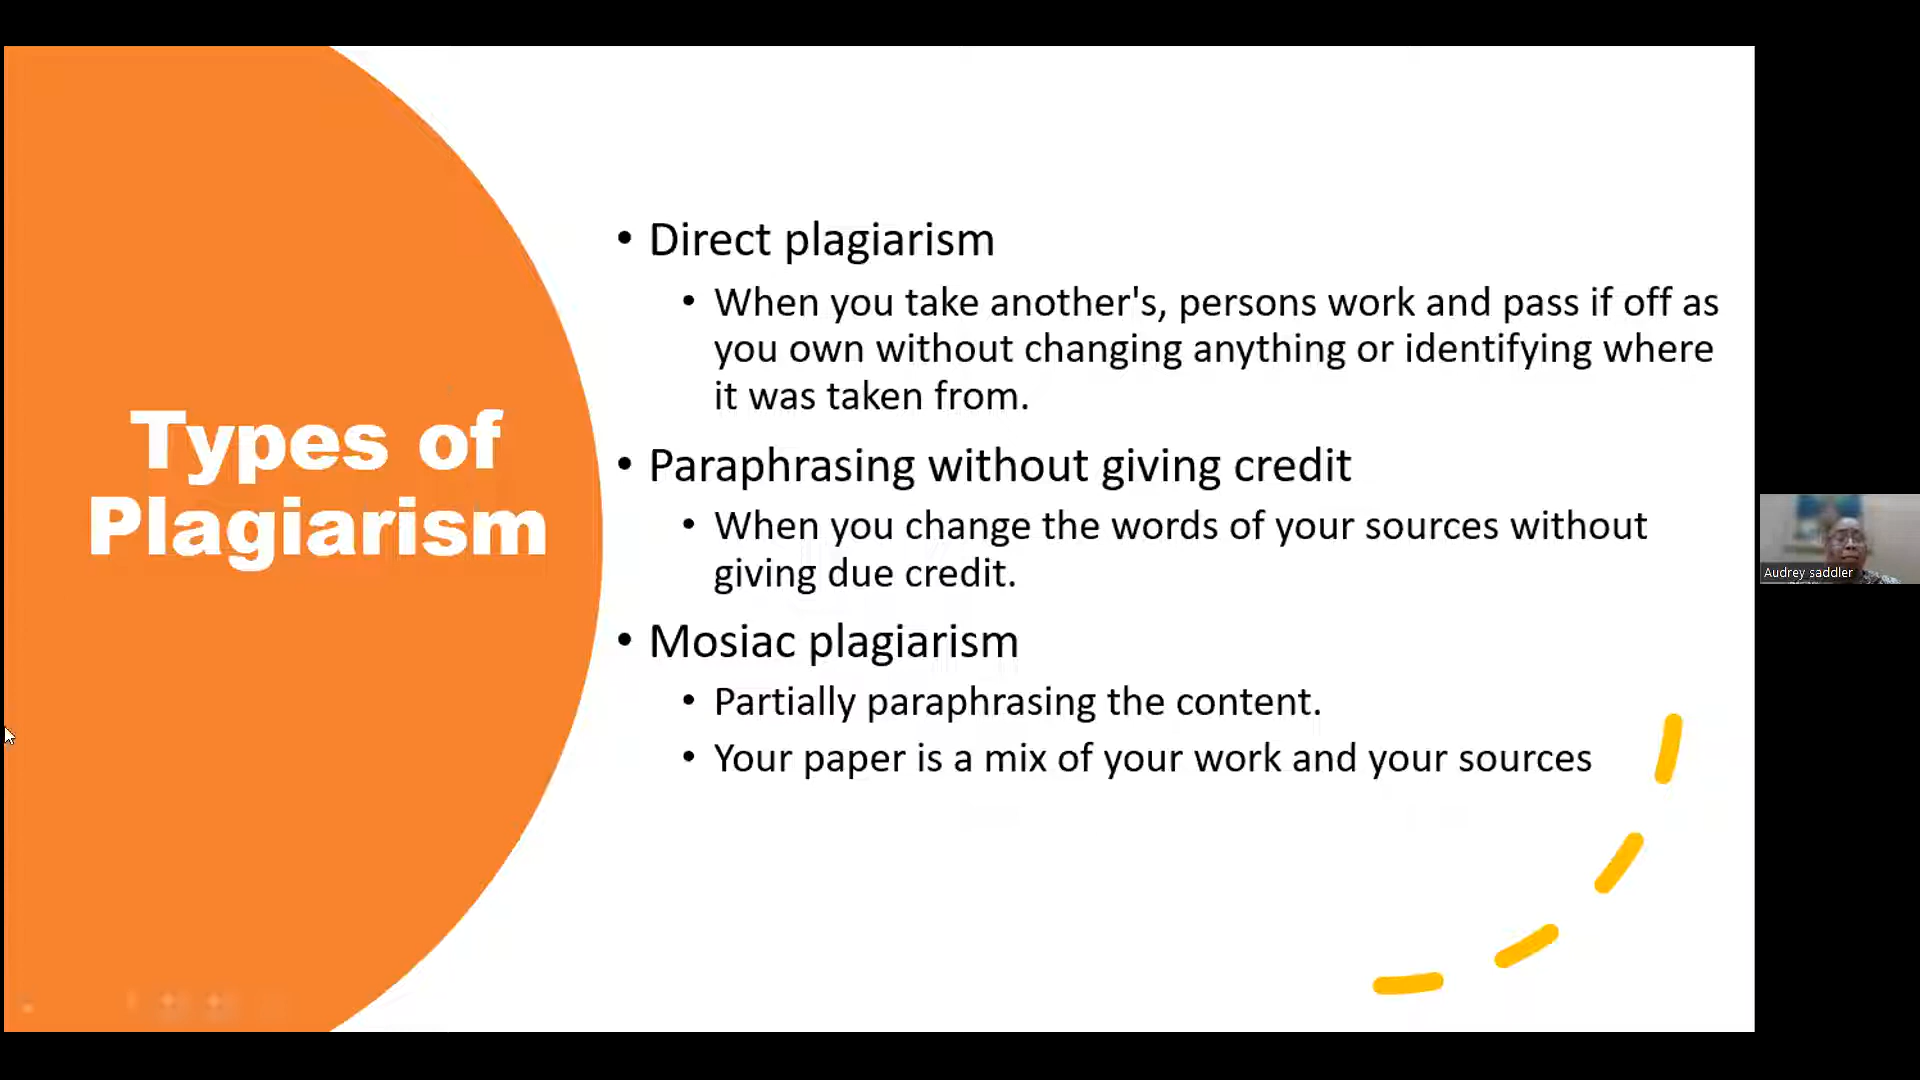 Types of
Plagiarism
• Direct plagiarism
• When you take another's, persons work and pass if off as
you own without changing anything or identifying where
it was taken from.
• Paraphrasing without giving credit
• When you change the words of your sources without
giving due credit.
• Mosiac plagiarism
• Partially paraphrasing the content.
• Your paper is a mix of your work and your sources
Audrey saddler